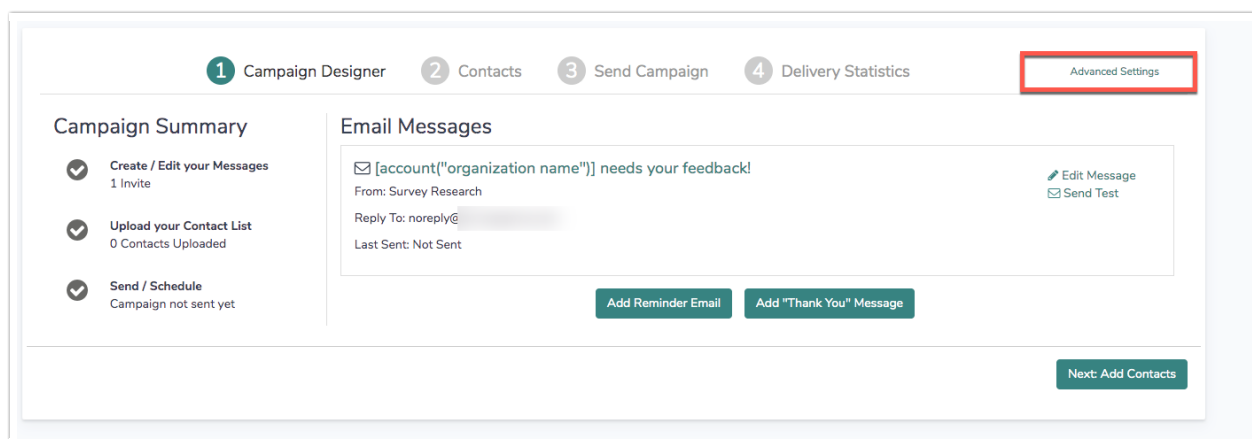 1 Campaign Designer
2 Contacts
3 Send Campaign
4 Delivery Statistics
Advanced Settings
Campaign Summary
Create / Edit your Messages
1 Invite
Upload your Contact List
0 Contacts Uploaded
Send / Schedule
Campaign not sent yet
Email Messages
[account("organization name")] needs your feedback!
From: Survey Research
Reply To: noreply@
Last Sent: Not Sent
Edit Message
Send Test
Add Reminder Email
Add "Thank You" Message
Next: Add Contacts